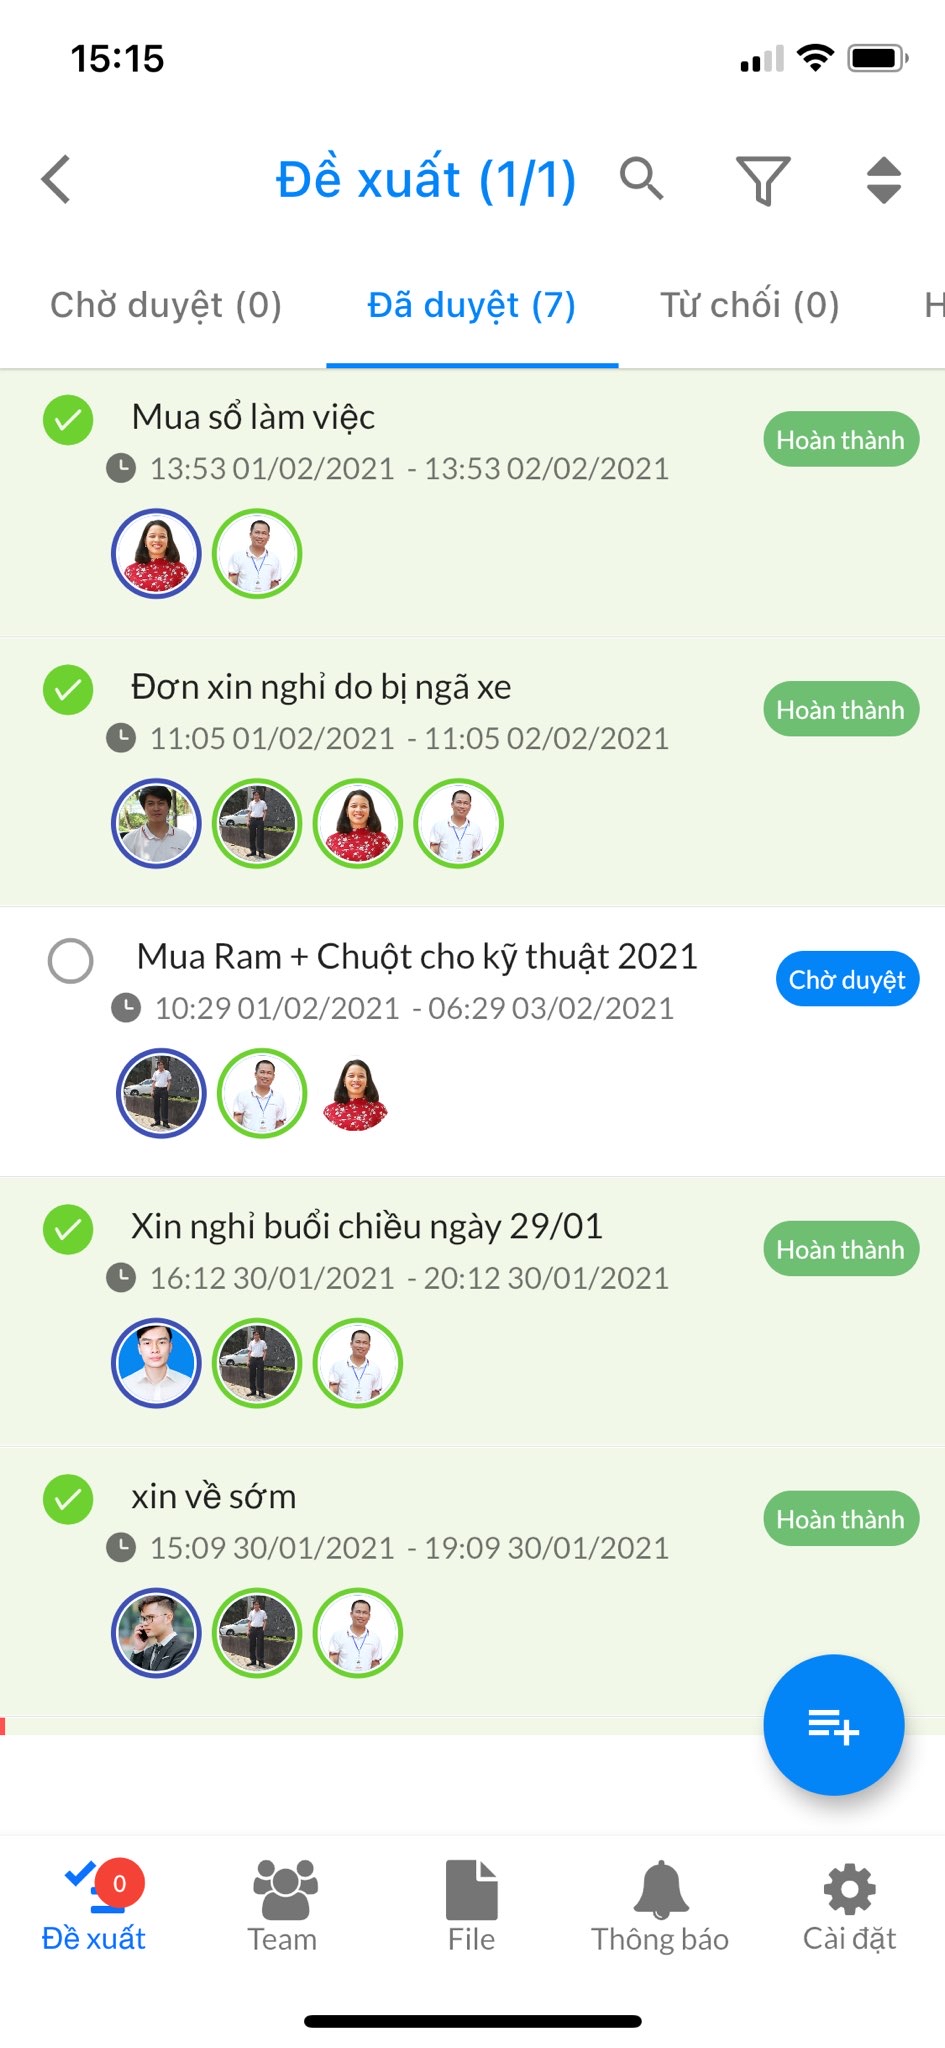 15:15
Đề xuất (1/1)
Chờ duyệt (0) Đã duyệt (7) Từ chối (0) H
Mua sổ làm việc
Hoàn thành
13:53 01/02/2021 - 13:53 02/02/2021
Đơn xin nghỉ do bị ngã xe
Hoàn thành
11:05 01/02/2021 - 11:05 02/02/2021
Mua Ram + Chuột cho kỹ thuật 2021
Chờ duyệt
10:29 01/02/2021 - 06:29 03/02/2021
Xin nghỉ buổi chiều ngày 29/01
Hoàn thành
16:12 30/01/2021 - 20:12 30/01/2021
xin về sớm
Hoàn thành
15:09 30/01/2021 - 19:09 30/01/2021
0
Đề xuất Team File Thông báo Cài đặt